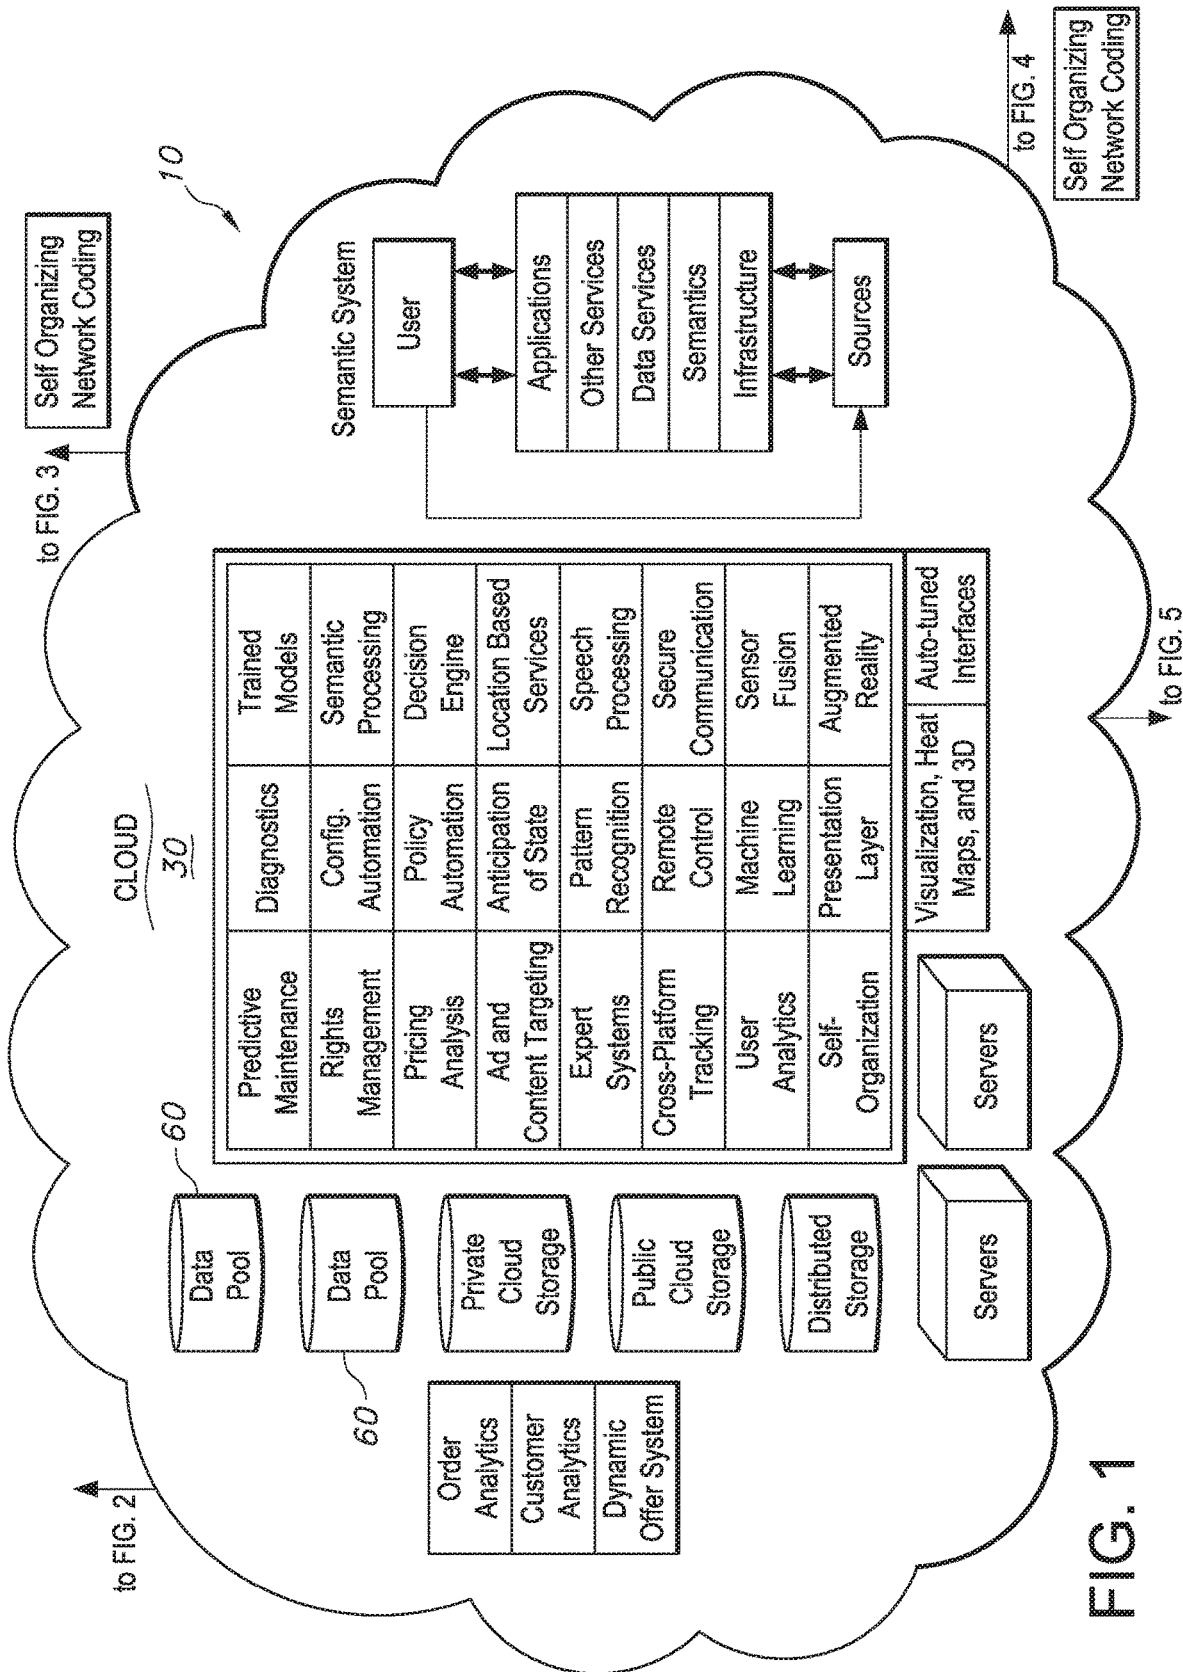 to FIG. 2
to FIG. 3
Self Organizing
Network Coding
10
CLOUD
30
60
Data
Pool
Data
Pool
60
Private
Cloud
Storage
Public
Cloud
Storage
Distributed
Storage
Order
Analytics
Customer
Analytics
Dynamic
Offer System
Predictive
Maintenance
Diagnostics
Trained
Models
Rights
Management
Config.
Automation
Semantic
Processing
Pricing
Analysis
Policy
Automation
Decision
Engine
Ad and
Content Targeting
Anticipation
of State
Location Based
Services
Expert
Systems
Pattern
Recognition
Speech
Processing
Cross-Platform
Tracking
Remote
Control
Secure
Communication
User
Analytics
Machine
Learning
Sensor
Fusion
Self-
Organization
Presentation
Layer
Augmented
Reality
Visualization, Heat
Maps, and 3D
Auto-tuned
Interfaces
Servers
Servers
Semantic System
User
Applications
Other Services
Data Services
Semantics
Infrastructure
Sources
to FIG. 4
Self Organizing
Network Coding
to FIG. 5
FIG. 1